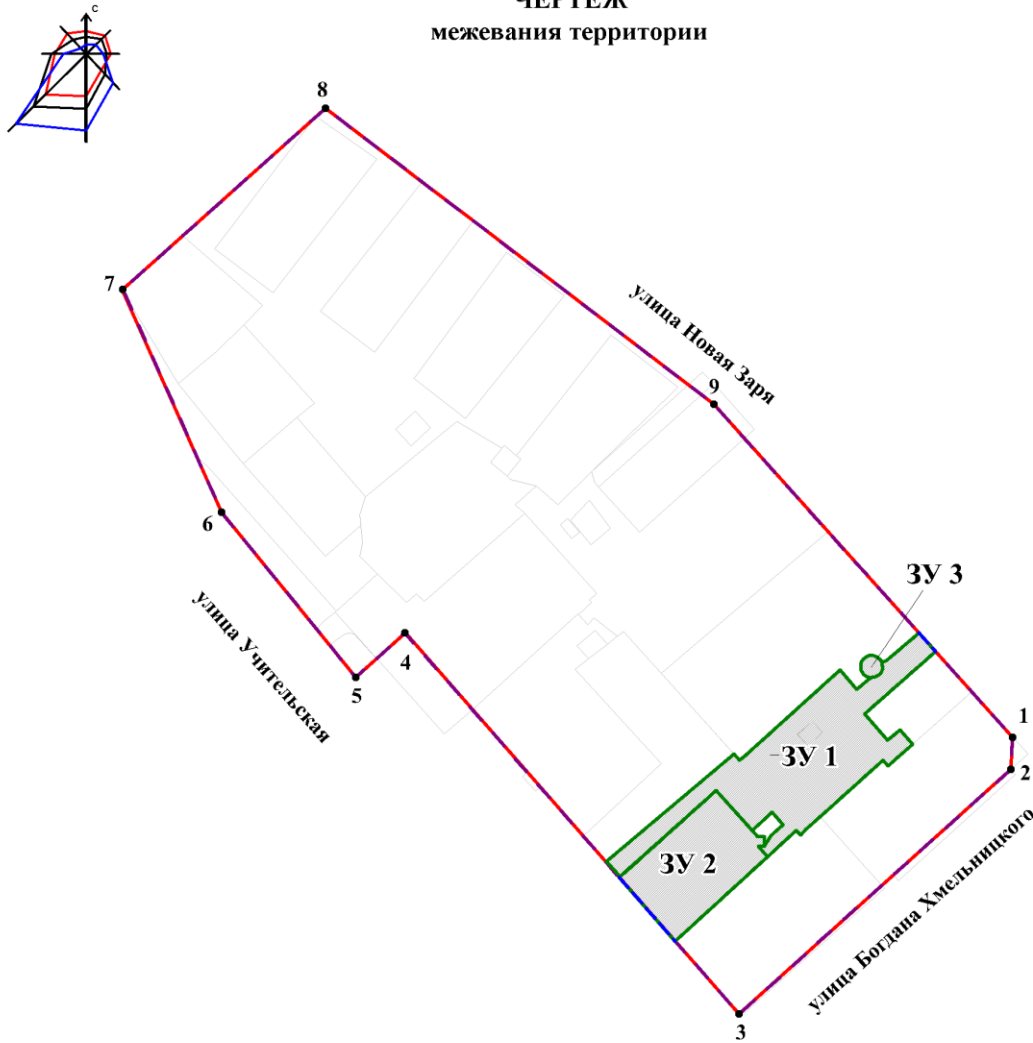 ЧЕРТЕЖ
межевания территории
С
8
7
улица Новая Заря
9
6
ЗУ 3
улица Учительская
4
5
1
ЗУ 1
2
ЗУ 2
улица Богдана Хмельницкого
3